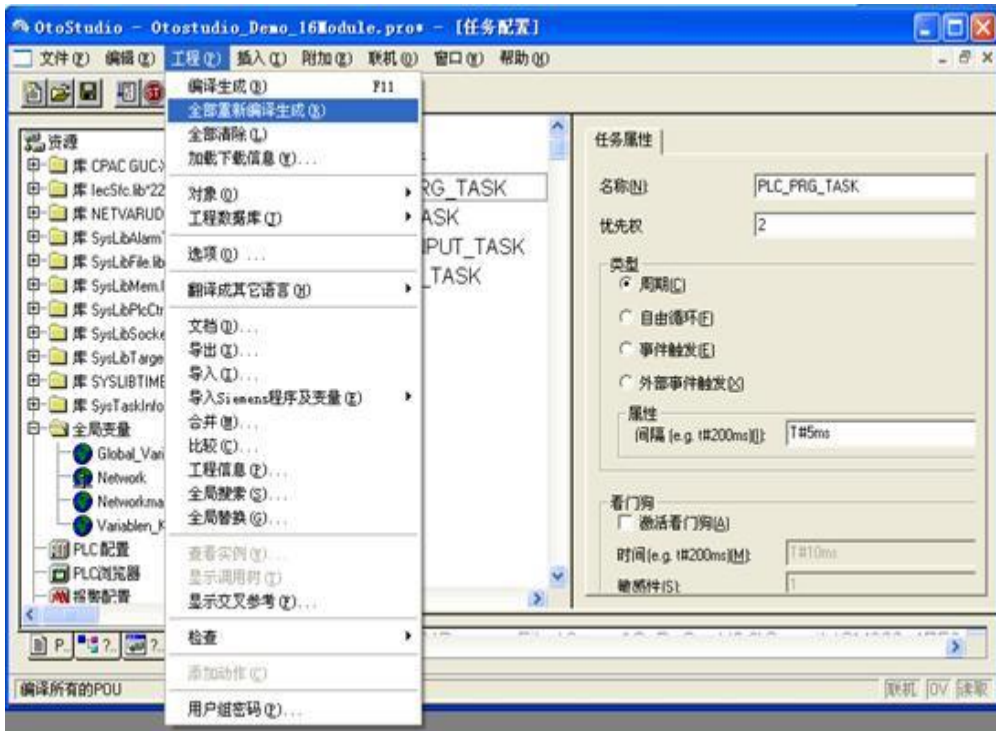 OtoStudio - Otostudio_Demo_16Module.pro* - [任务配置]
文件(F) 编辑(E) 工程(P) 插入(I) 附加(X) 联机(O) 窗口(W) 帮助(H)
编译生成(B) F11
全部重新编译生成(R)
全部清除(L)
加载下载信息(Y)...
对象(O)
工程数据库(T)
选项(O) ...
翻译成其它语言(H)
文档(D)...
导出(X)...
导入(I)...
导入Siemens程序及变量(E)
合并(M)...
比较(C)...
工程信息(P)...
全局搜索(S)...
全局替换(G)...
查看实例(V)...
显示调用树(T)
显示交叉参考(F)...
检查
添加动作(C)
用户组密码(P)...
资源
库 CPAC GUC-X
库 IecSfc.lib*22
库 NETVARUD
库 SysLibAlarmT
库 SysLibFile.lib
库 SysLibMem.l
库 SysLibPlcCtr
库 SysLibSocke
库 SysLibTarge
库 SYSLIBTIME
库 SysTaskInfo
全局变量
Global_Vari
Network
Networkma
Variablen_K
PLC 配置
PLC浏览器
报警配置
P.. ?.. ?..
RG_TASK
ASK
PUT_TASK
_TASK
任务属性
名称(N): PLC_PRG_TASK
优先权 2
类型
周期(C)
自由循环(F)
事件触发(E)
外部事件触发(X)
属性
间隔 (e.g. t#200ms)(I): T#5ms
看门狗
激活看门狗(A)
时间(e.g. t#200ms)(M): T#10ms
敏感性(S): 1
编译所有的POU
联机 OV 读取